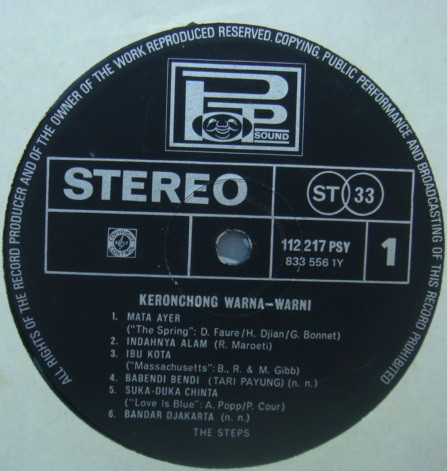 ALL RIGHTS OF THE RECORD PRODUCER AND OF THE OWNER OF THE WORK REPRODUCED RESERVED. COPYING, PUBLIC PERFORMANCE AND BROADCASTING OF THIS RECORD PROHIBITED
POP
SOUND
STEREO
ST 33
112 217 PSY
833 556 1Y
1
KERONCHONG WARNA-WARNI
1. MATA AYER
("The Spring": D. Faure/H. Djian/G. Bonnet)
2. INDAHNYA ALAM (R. Maroeti)
3. IBU KOTA
("Massachusetts": B., R. & M. Gibb)
4. BABENDI BENDI (TARI PAYUNG) (n. n.)
5. SUKA-DUKA CHINTA
("Love Is Blue": A. Popp/P. Cour)
6. BANDAR DJAKARTA (n. n.)
THE STEPS